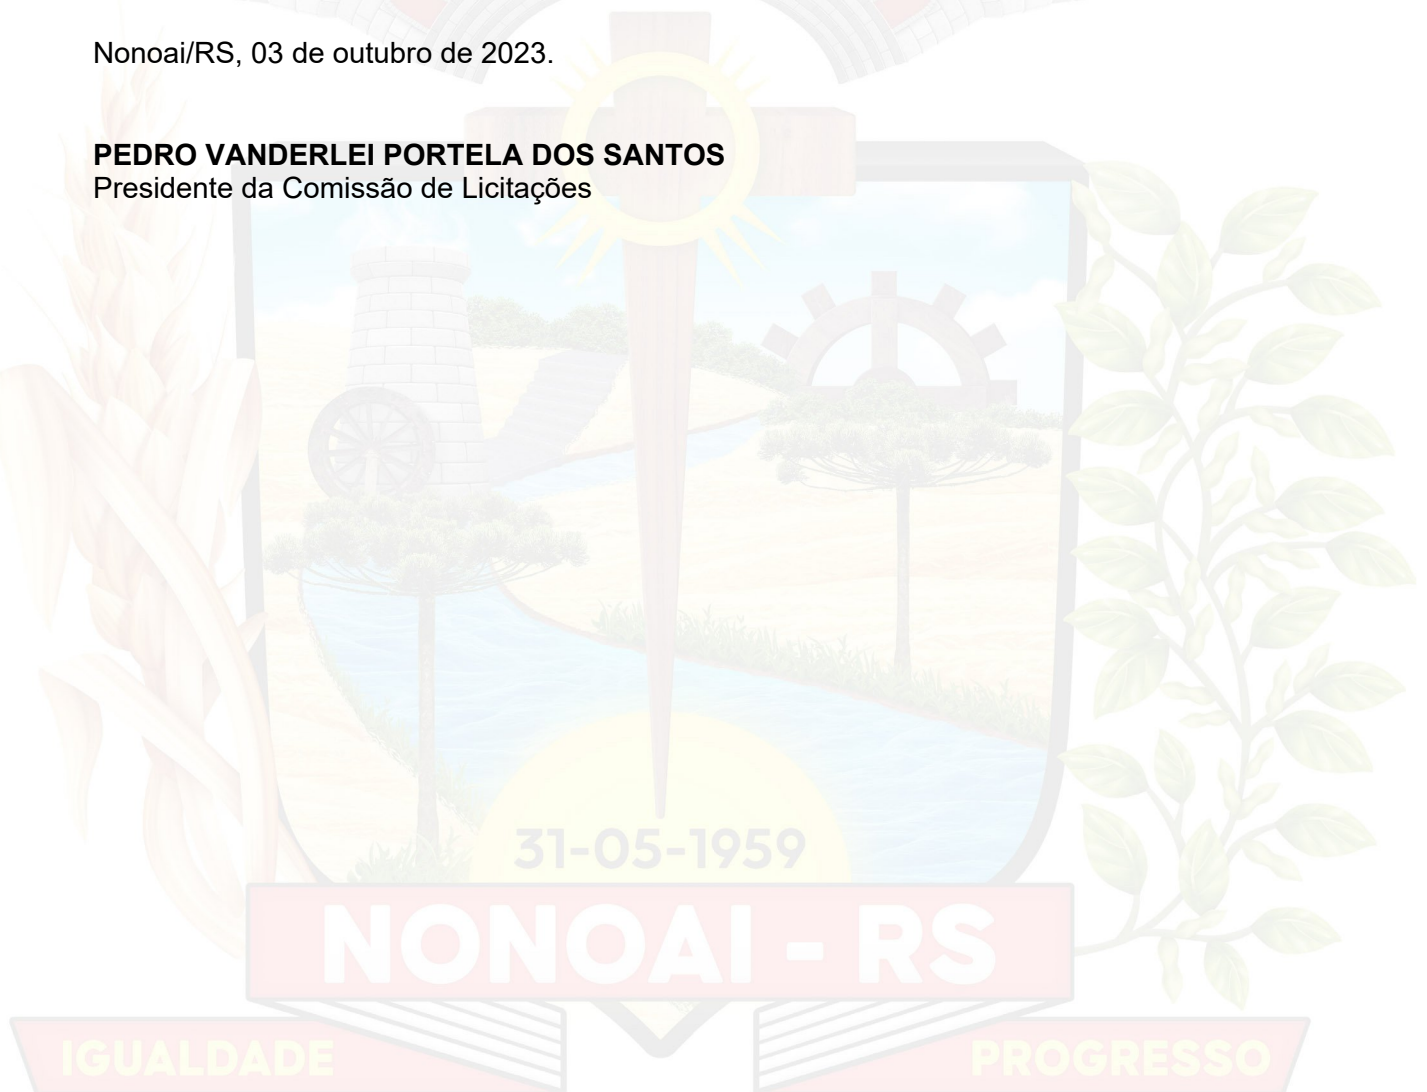 Nonoai/RS, 03 de outubro de 2023.
PEDRO VANDERLEI PORTELA DOS SANTOS
Presidente da Comissão de Licitações
31-05-1959
NONOAI - RS
IGUALDADE
PROGRESSO